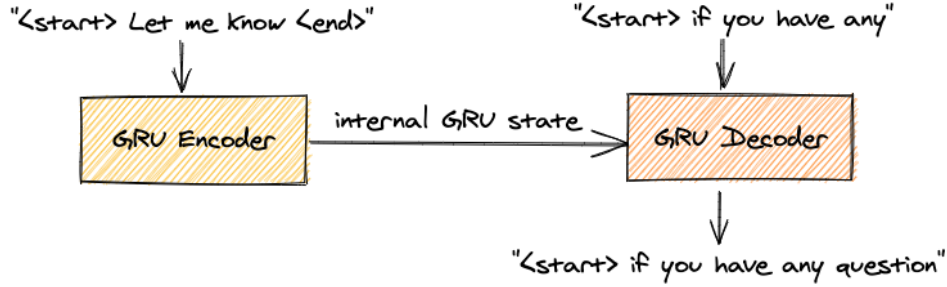 "<start> Let me know <end>"
"<start> if you have any"
GRU Encoder
internal GRU state
GRU Decoder
"<start> if you have any question"